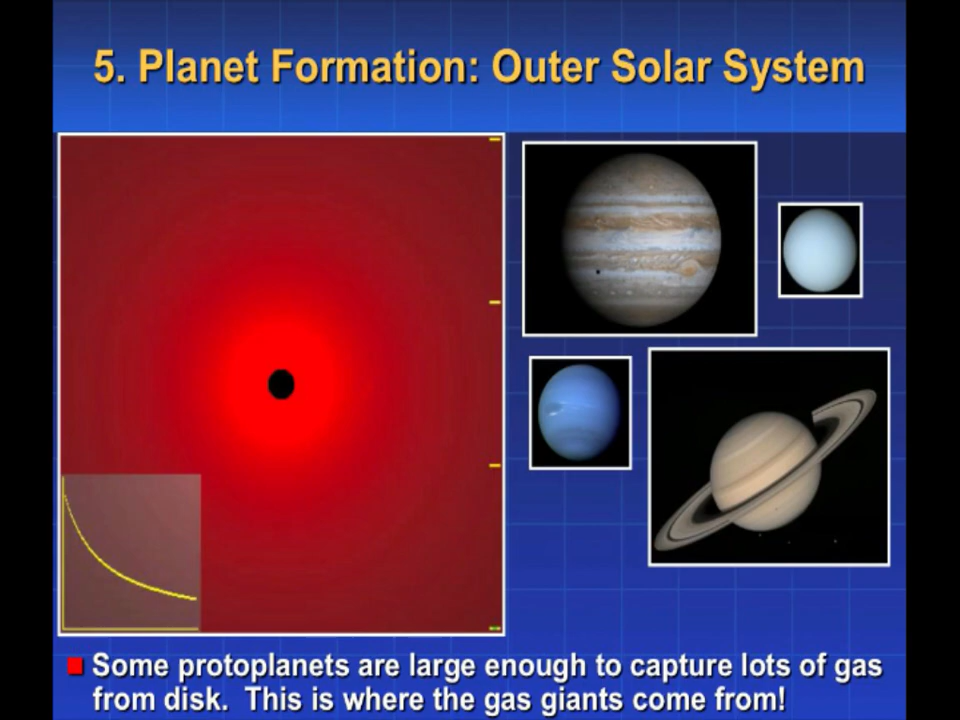 5. Planet Formation: Outer Solar System
Some protoplanets are large enough to capture lots of gas
from disk. This is where the gas giants come from!